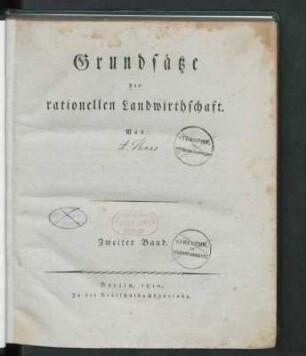 Grundsätze
der
rationellen Landwirthschaft.
Von
A. Thaer
Zweiter Band.
Berlin, 1810.
In der Realschulbuchhandlung.